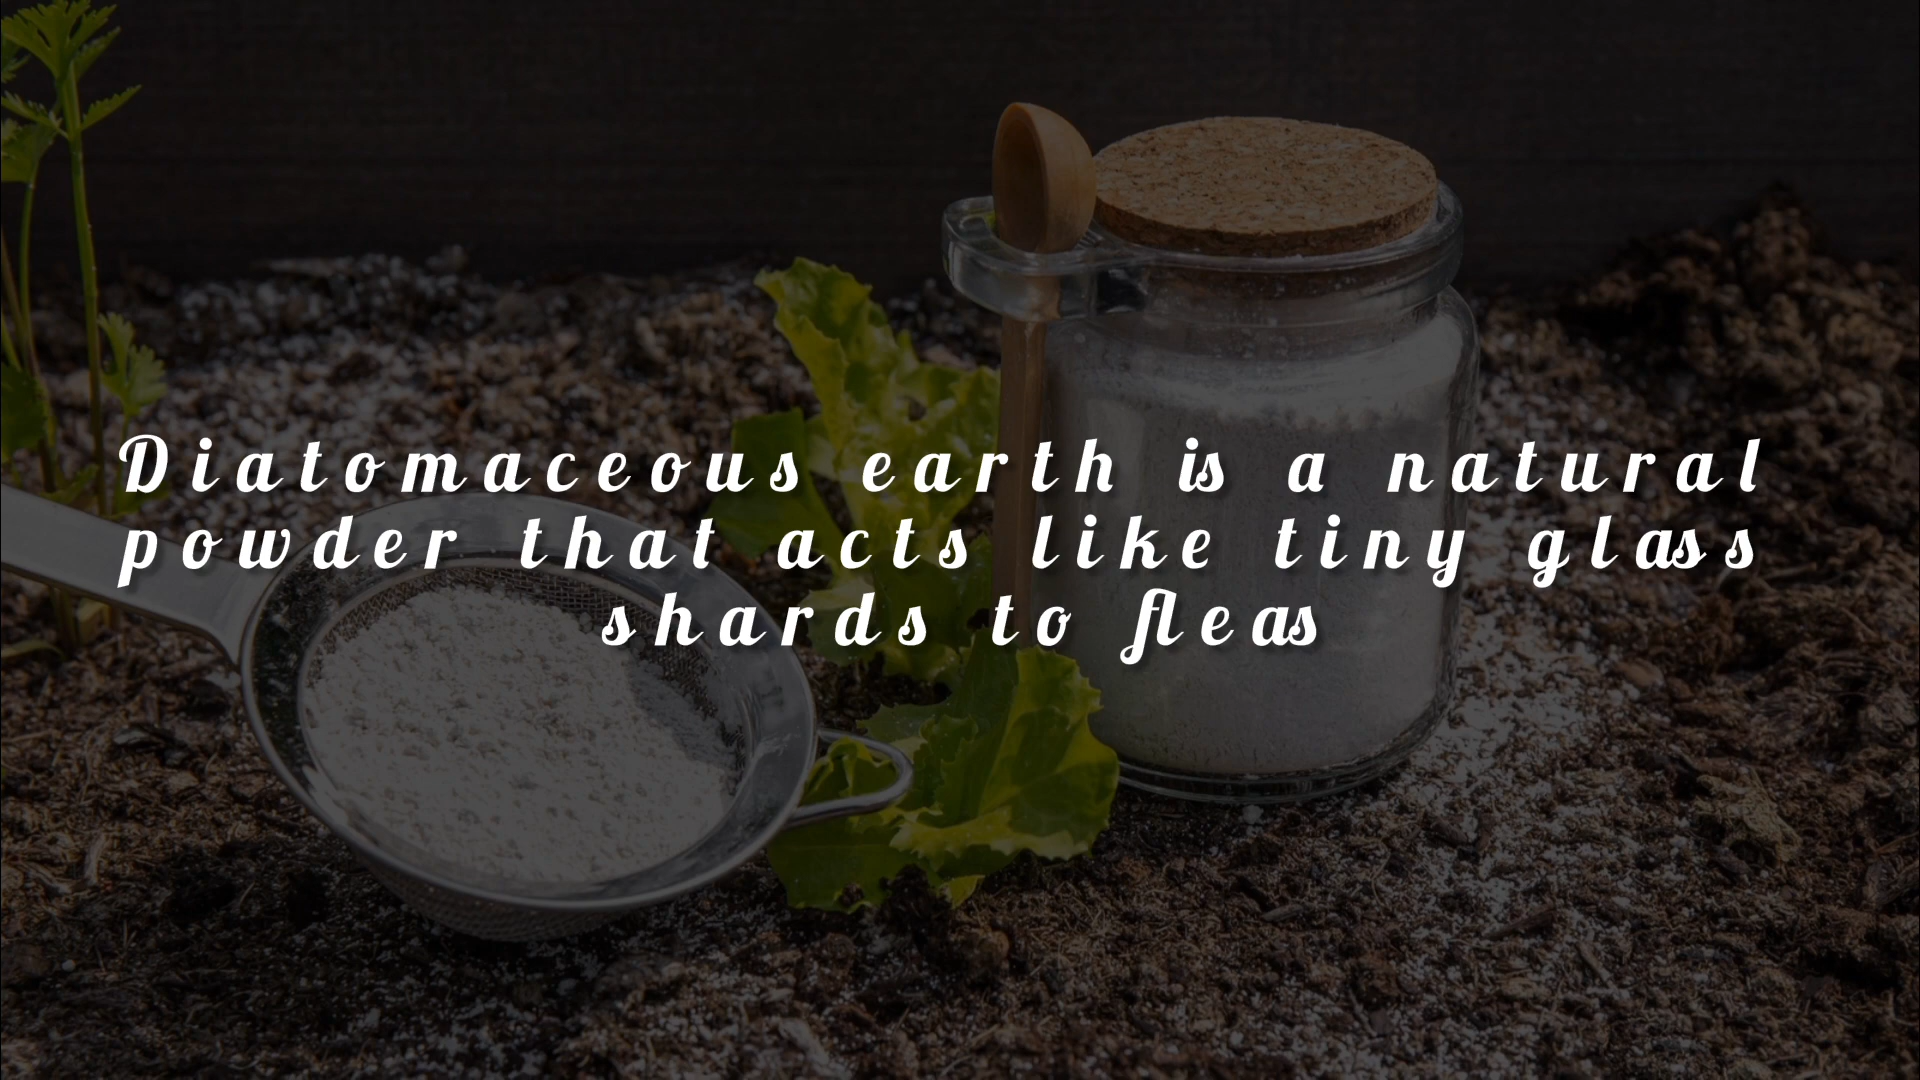 Diatomaceous earth is a natural
powder that acts like tiny glass
shards to fleas